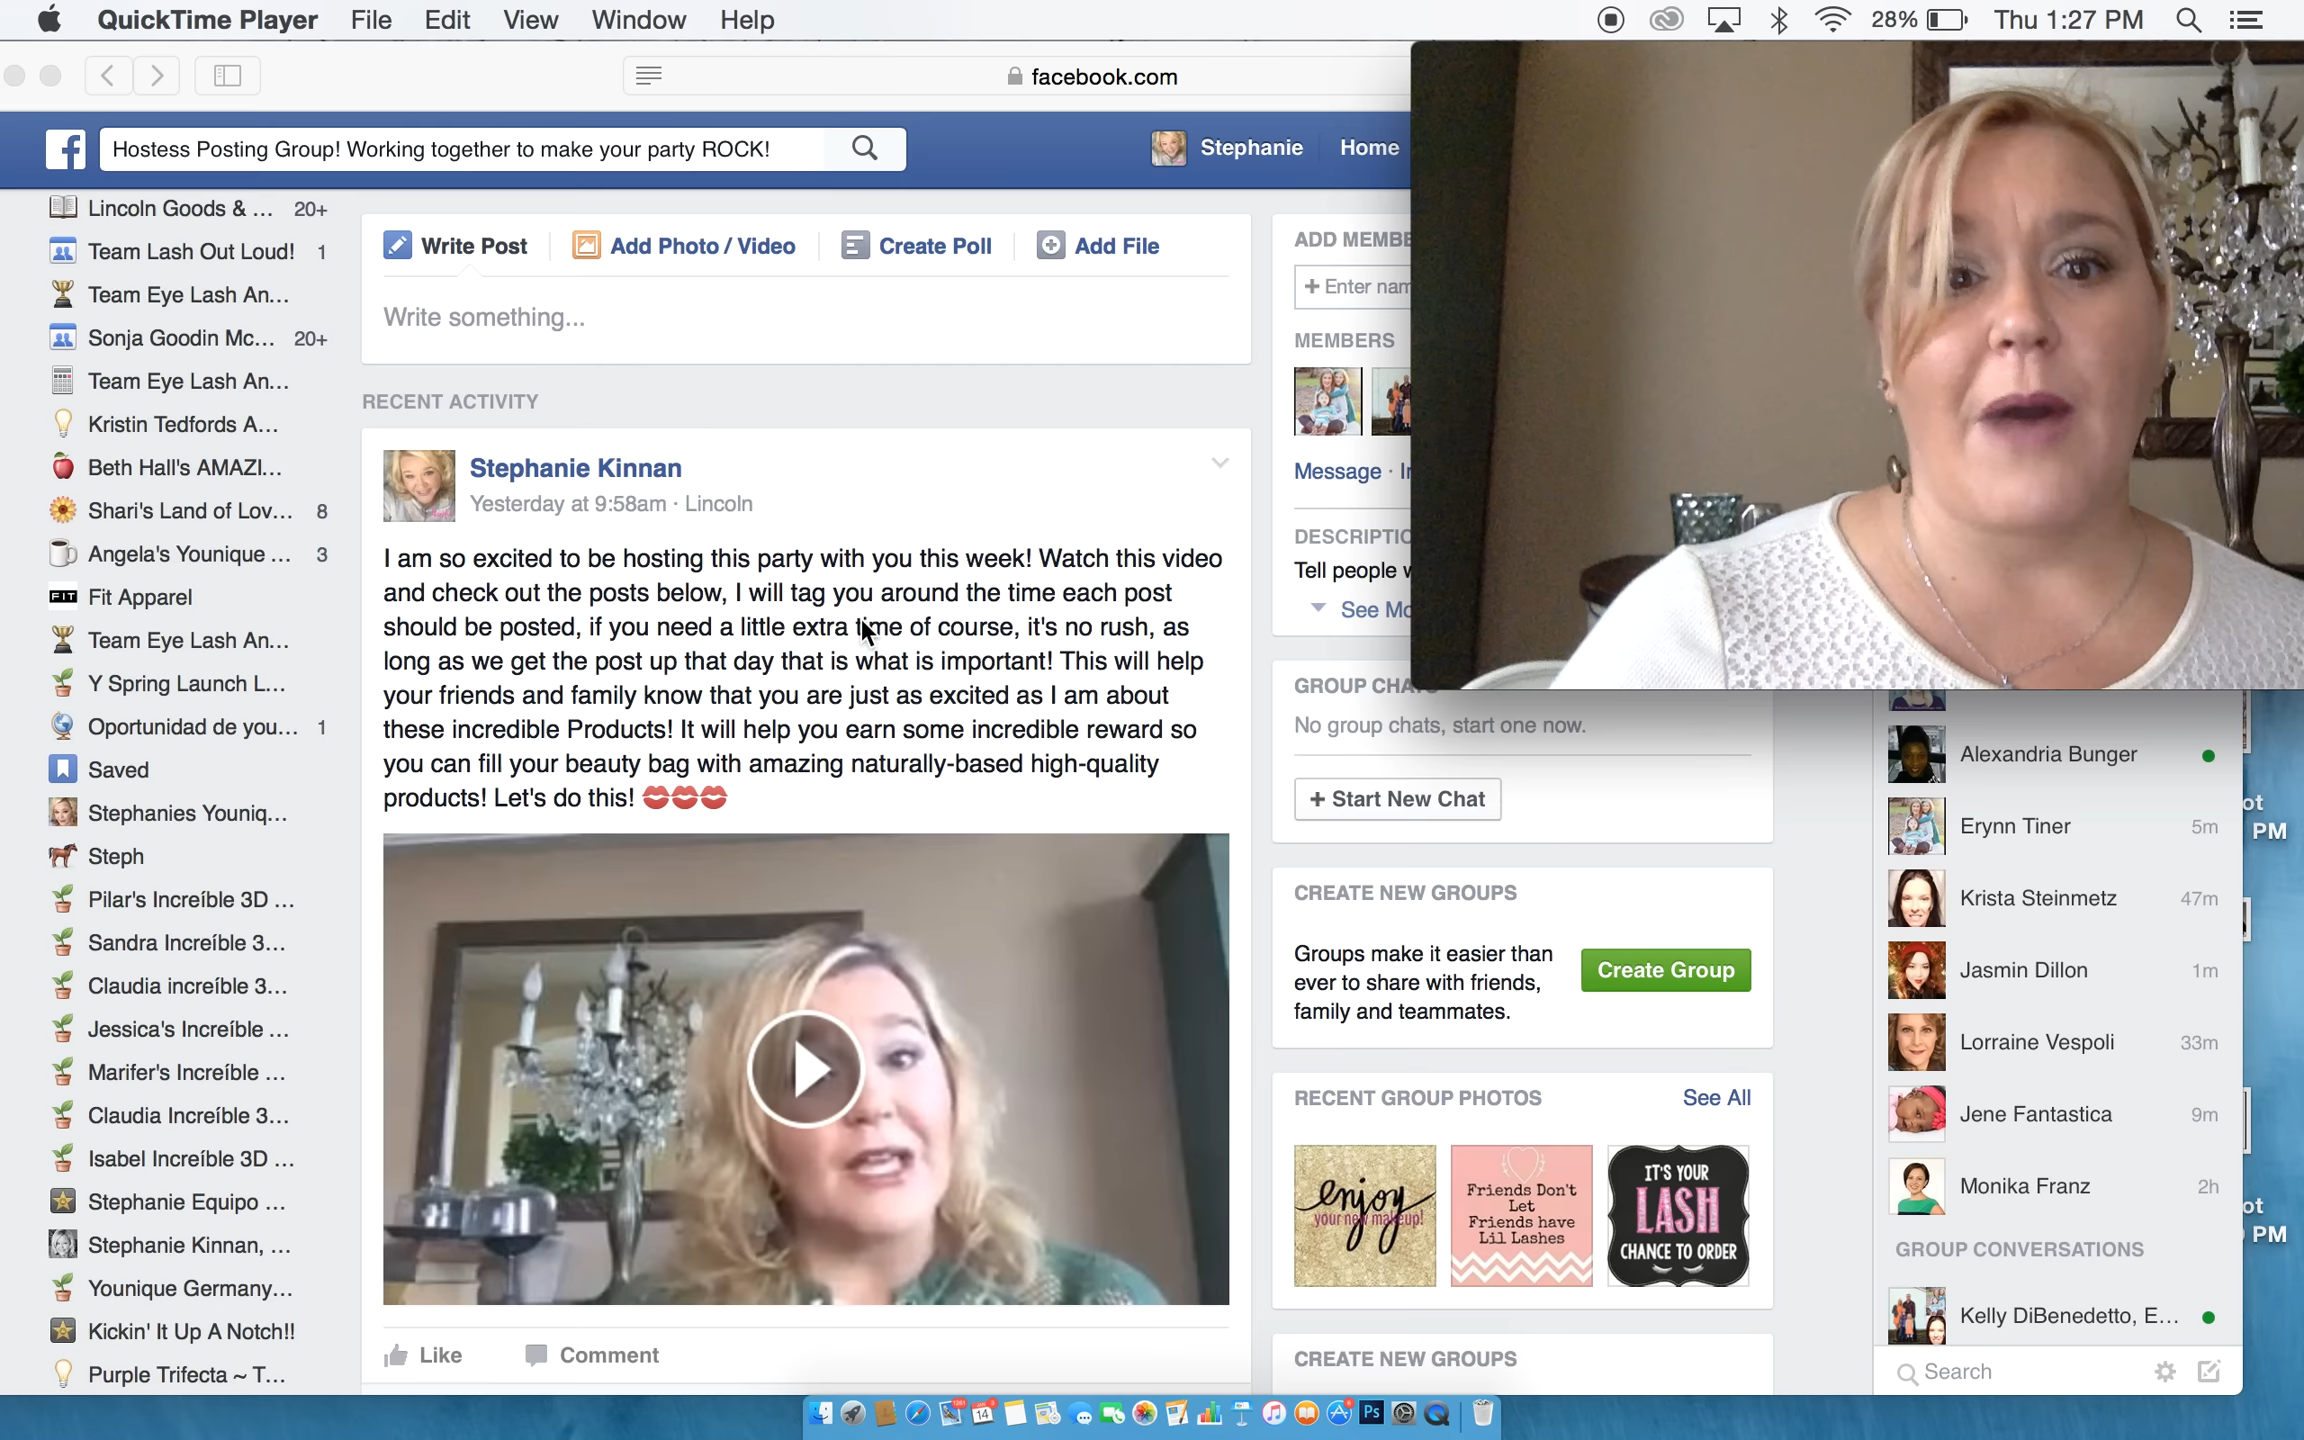 QuickTime Player File Edit View Window Help 28% Thu 1:27 PM
facebook.com
Hostess Posting Group! Working together to make your party ROCK!
Stephanie Home
Lincoln Goods & ... 20+
Team Lash Out Loud! 1
Team Eye Lash An...
Sonja Goodin Mc... 20+
Team Eye Lash An...
Kristin Tedfords A...
Beth Hall's AMAZI...
Shari's Land of Lov... 8
Angela's Younique ... 3
FIT Fit Apparel
Team Eye Lash An...
Y Spring Launch L...
Oportunidad de you... 1
Saved
Stephanies Youniq...
Steph
Pilar's Increíble 3D ...
Sandra Increíble 3...
Claudia increíble 3...
Jessica's Increíble ...
Marifer's Increíble ...
Claudia Increíble 3...
Isabel Increíble 3D ...
Stephanie Equipo ...
Stephanie Kinnan, ...
Younique Germany...
Kickin' It Up A Notch!!
Purple Trifecta ~ T...
Write Post Add Photo / Video Create Poll Add File
Write something...
RECENT ACTIVITY
Stephanie Kinnan
Yesterday at 9:58am · Lincoln
I am so excited to be hosting this party with you this week! Watch this video
and check out the posts below, I will tag you around the time each post
should be posted, if you need a little extra time of course, it's no rush, as
long as we get the post up that day that is what is important! This will help
your friends and family know that you are just as excited as I am about
these incredible Products! It will help you earn some incredible reward so
you can fill your beauty bag with amazing naturally-based high-quality
products! Let's do this! 💋💋💋
Like Comment
ADD MEMBE
+ Enter nam
MEMBERS
Message ·
DESCRIPTIO
Tell people
See Mo
GROUP CHATS
No group chats, start one now.
+ Start New Chat
CREATE NEW GROUPS
Groups make it easier than
ever to share with friends,
family and teammates.
Create Group
RECENT GROUP PHOTOS See All
enjoy
your new makeup!
Friends Don't
Let
Friends have
Lil Lashes
IT'S YOUR
LASH
CHANCE TO ORDER
CREATE NEW GROUPS
Alexandria Bunger
Erynn Tiner 5m
Krista Steinmetz 47m
Jasmin Dillon 1m
Lorraine Vespoli 33m
Jene Fantastica 9m
Monika Franz 2h
GROUP CONVERSATIONS
Kelly DiBenedetto, E...
Search
ot
PM
ot
PM
14
Ps